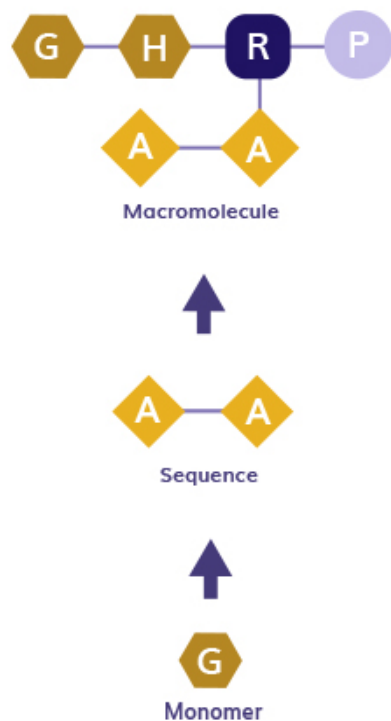 G H R P
A A
Macromolecule
A A
Sequence
G
Monomer